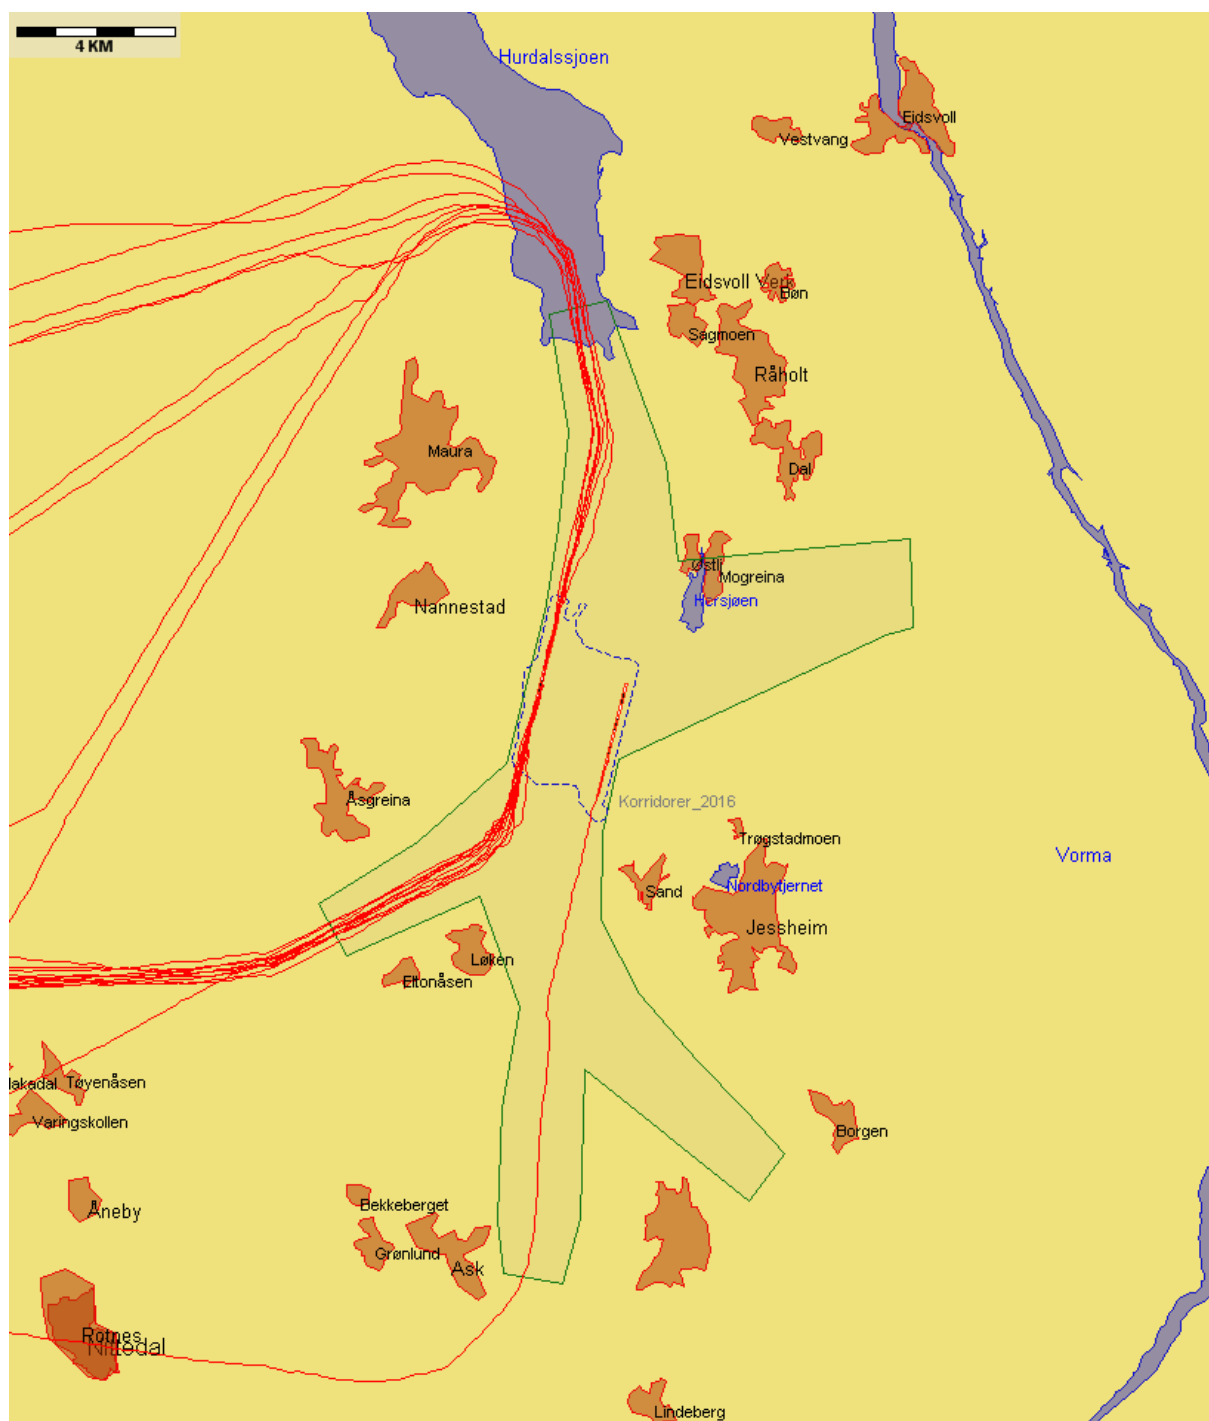 4 KM
Hurdalssjoen
Eidsvoll
Vestvang
Eidsvoll Verk
Bøn
Sagmoen
Råholt
Maura
Dal
Østli
Mogreina
Nannestad
Hersjøen
Åsgreina
Korridorer_2016
Trøgstadmoen
Vorma
Sand
Nordbytjernet
Jessheim
Løken
Eltonåsen
Hakadal
Tøyenåsen
Varingskollen
Borgen
Åneby
Bekkeberget
Grønlund
Ask
Rotnes
Nittedal
Lindeberg